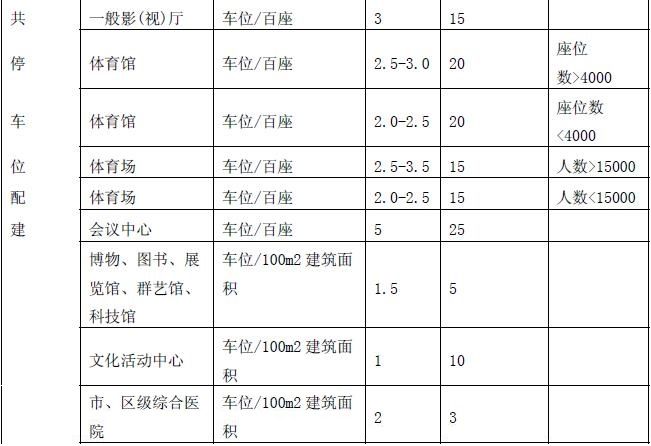 共 一般影(视)厅 车位/百座 3 15
停 体育馆 车位/百座 2.5-3.0 20 座位
数>4000
车 体育馆 车位/百座 2.0-2.5 20 座位数
<4000
位 体育场 车位/百座 2.5-3.5 15 人数>15000
配 体育场 车位/百座 2.0-2.5 15 人数<15000
建 会议中心 车位/百座 5 25
博物、图书、展 车位/100m2 建筑面
览馆、群艺馆、 积 1.5 5
科技馆
文化活动中心 车位/100m2 建筑面 1 10
积
市、区级综合医 车位/100m2 建筑面 2 3
院 积